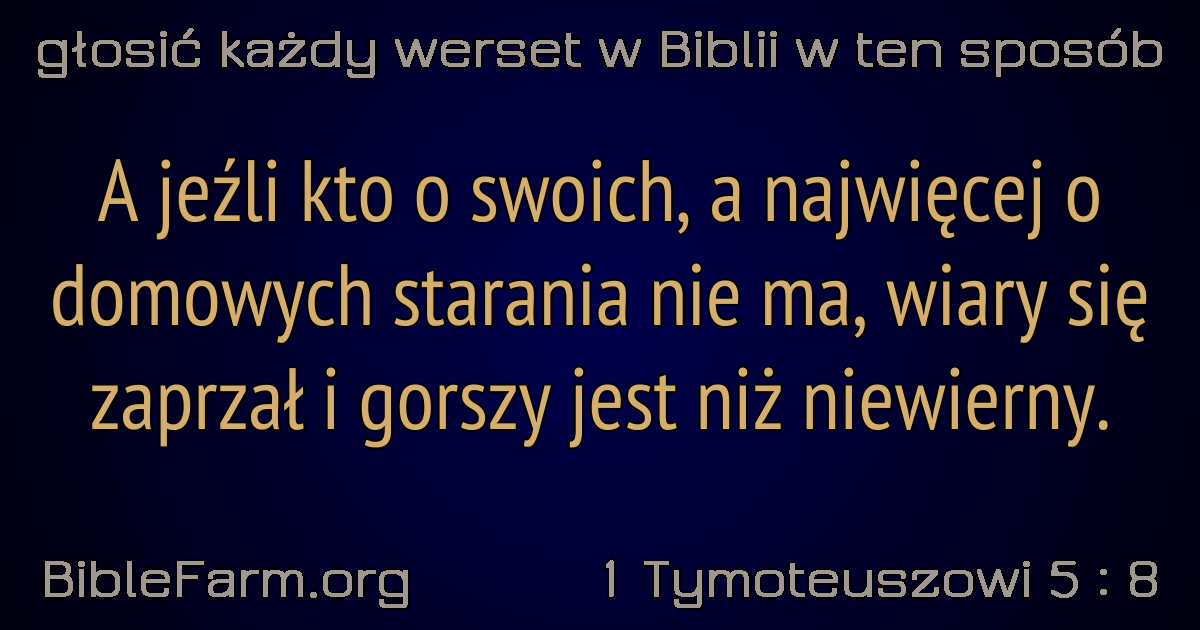 głosić każdy werset w Biblii w ten sposób
A jeźli kto o swoich, a najwięcej o
domowych starania nie ma, wiary się
zaprzał i gorszy jest niż niewierny.
BibleFarm.org
1 Tymoteuszowi 5 : 8